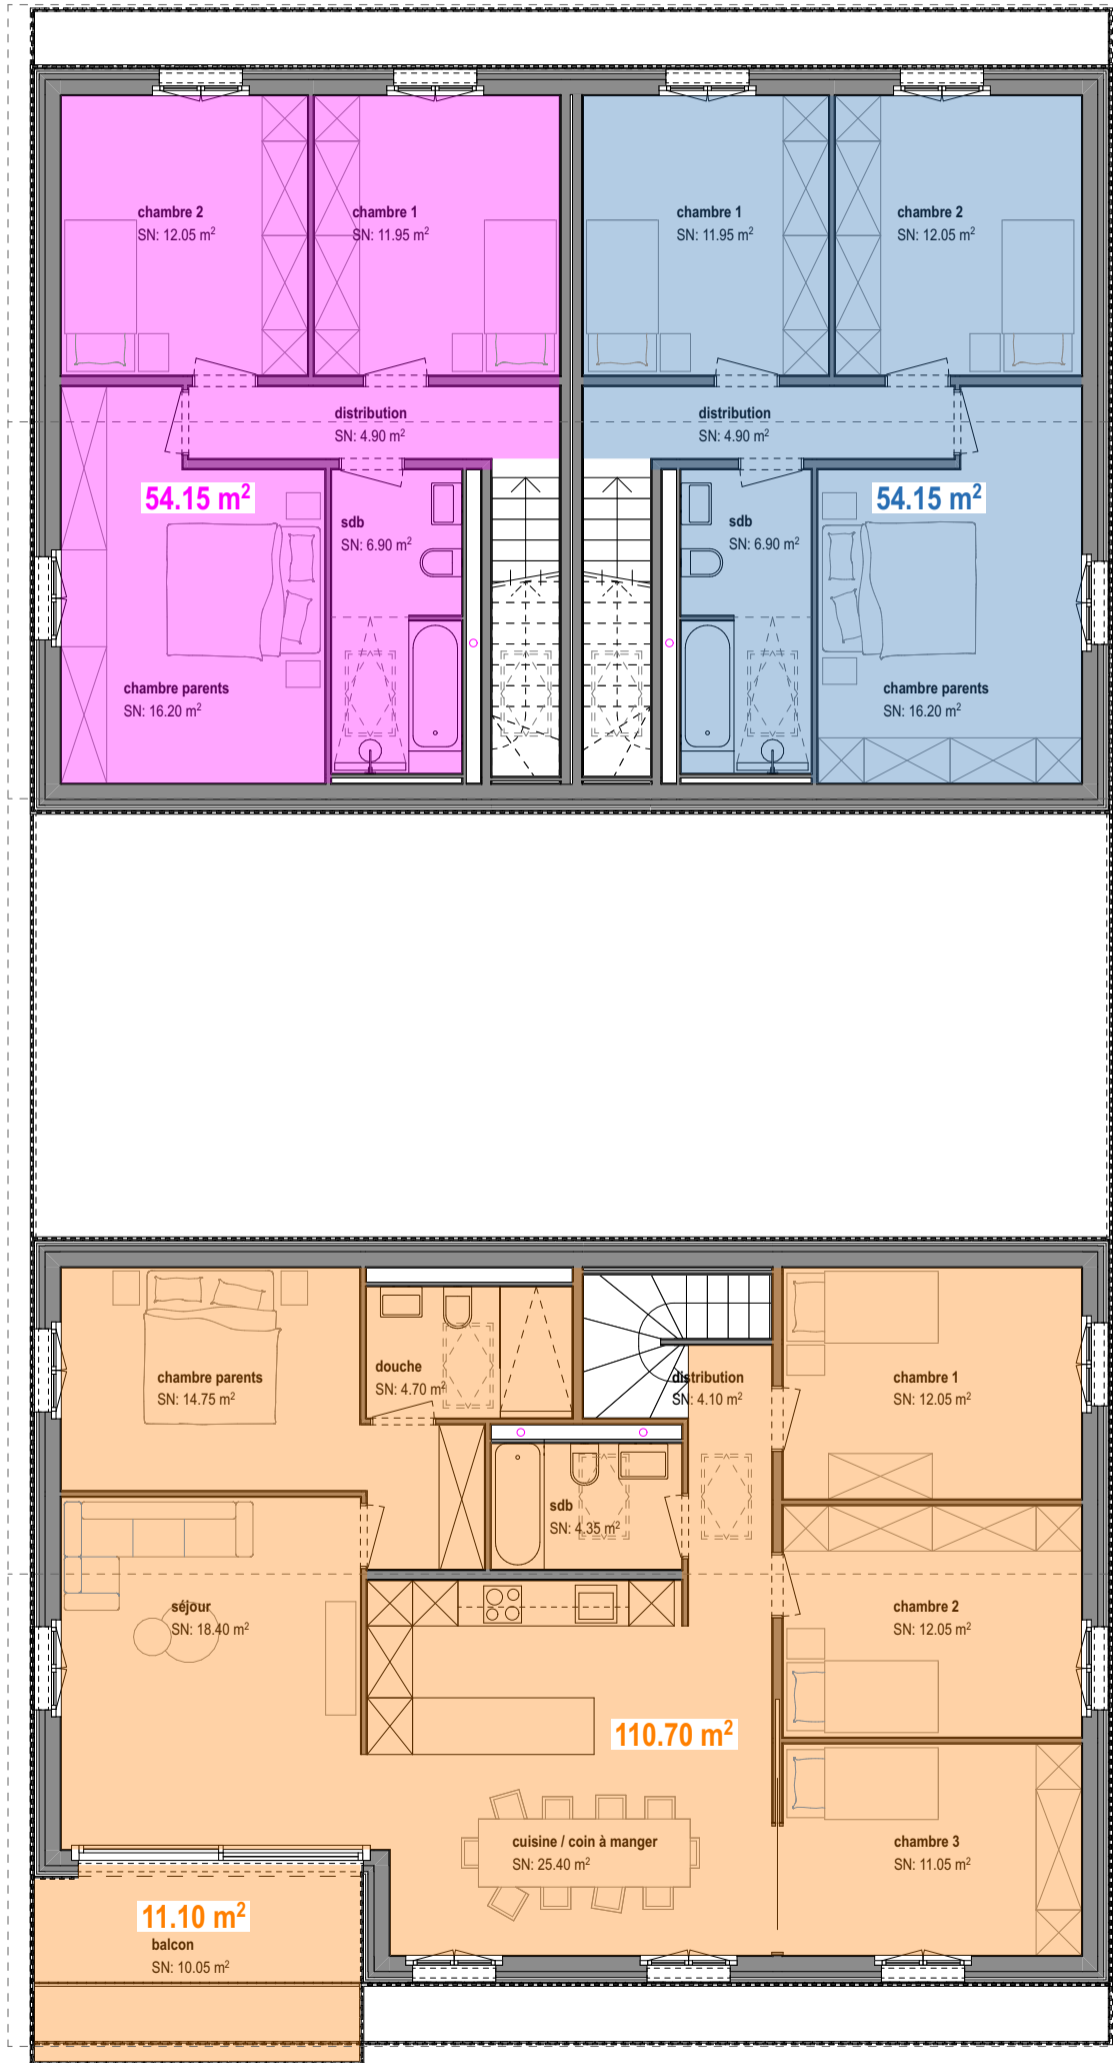 chambre 2
SN: 12.05 m²
chambre 1
SN: 11.95 m²
chambre 1
SN: 11.95 m²
chambre 2
SN: 12.05 m²
distribution
SN: 4.90 m²
distribution
SN: 4.90 m²
54.15 m²
54.15 m²
sdb
SN: 6.90 m²
sdb
SN: 6.90 m²
chambre parents
SN: 16.20 m²
chambre parents
SN: 16.20 m²
chambre parents
SN: 14.75 m²
douche
SN: 4.70 m²
distribution
SN: 4.10 m²
chambre 1
SN: 12.05 m²
sdb
SN: 4.35 m²
séjour
SN: 18.40 m²
chambre 2
SN: 12.05 m²
110.70 m²
cuisine / coin à manger
SN: 25.40 m²
chambre 3
SN: 11.05 m²
11.10 m²
balcon
SN: 10.05 m²